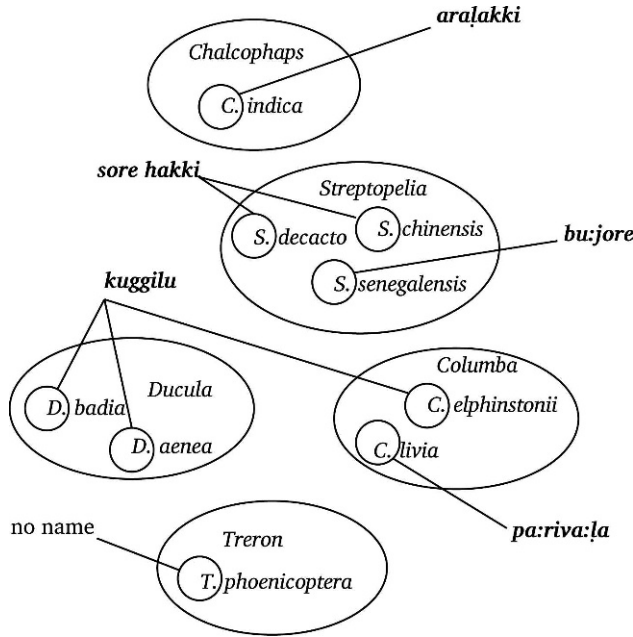 araḷakki
Chalcophaps
C. indica
sore hakki
Streptopelia
S. decacto
S. chinensis
bu:jore
S. senegalensis
kuggilu
Columba
Ducula
D. badia
C. elphinstonii
D. aenea
C. livia
no name
pa:riva:ḷa
Treron
T. phoenicoptera